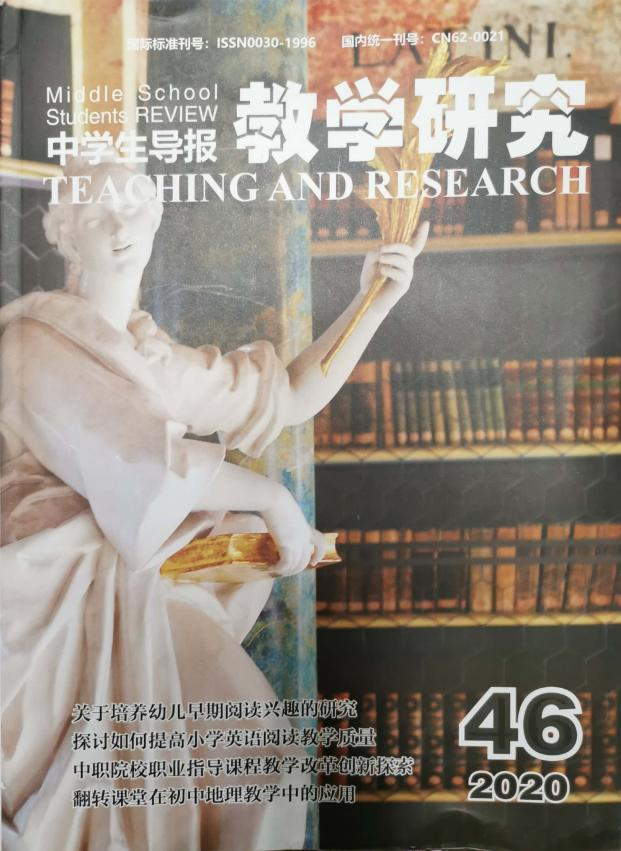 国际标准刊号：ISSN0030-1996 国内统一刊号：CN62-0021
LATINI.
Middle School
Students REVIEW
中学生导报
教学研究
TEACHING AND RESEARCH
关于培养幼儿早期阅读兴趣的研究
探讨如何提高小学英语阅读教学质量
中职院校职业指导课程教学改革创新探索
翻转课堂在初中地理教学中的应用
46
2020